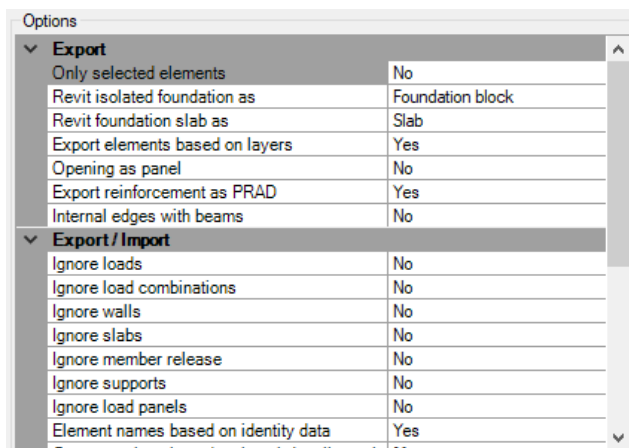 Options
Export
Only selected elements No
Revit isolated foundation as Foundation block
Revit foundation slab as Slab
Export elements based on layers Yes
Opening as panel No
Export reinforcement as PRAD Yes
Internal edges with beams No
Export / Import
Ignore loads No
Ignore load combinations No
Ignore walls No
Ignore slabs No
Ignore member release No
Ignore supports No
Ignore load panels No
Element names based on identity data Yes